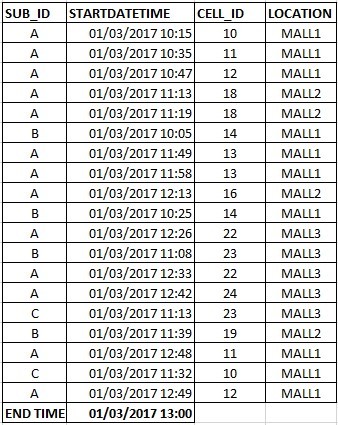 SUB_ID STARTDATETIME CELL_ID LOCATION
A 01/03/2017 10:15 10 MALL1
A 01/03/2017 10:35 11 MALL1
A 01/03/2017 10:47 12 MALL1
A 01/03/2017 11:13 18 MALL2
A 01/03/2017 11:19 18 MALL2
B 01/03/2017 10:05 14 MALL1
A 01/03/2017 11:49 13 MALL1
A 01/03/2017 11:58 13 MALL1
A 01/03/2017 12:13 16 MALL2
B 01/03/2017 10:25 14 MALL1
A 01/03/2017 12:26 22 MALL3
B 01/03/2017 11:08 23 MALL3
A 01/03/2017 12:33 22 MALL3
A 01/03/2017 12:42 24 MALL3
C 01/03/2017 11:13 23 MALL3
B 01/03/2017 11:39 19 MALL2
A 01/03/2017 12:48 11 MALL1
C 01/03/2017 11:32 10 MALL1
A 01/03/2017 12:49 12 MALL1
END TIME 01/03/2017 13:00